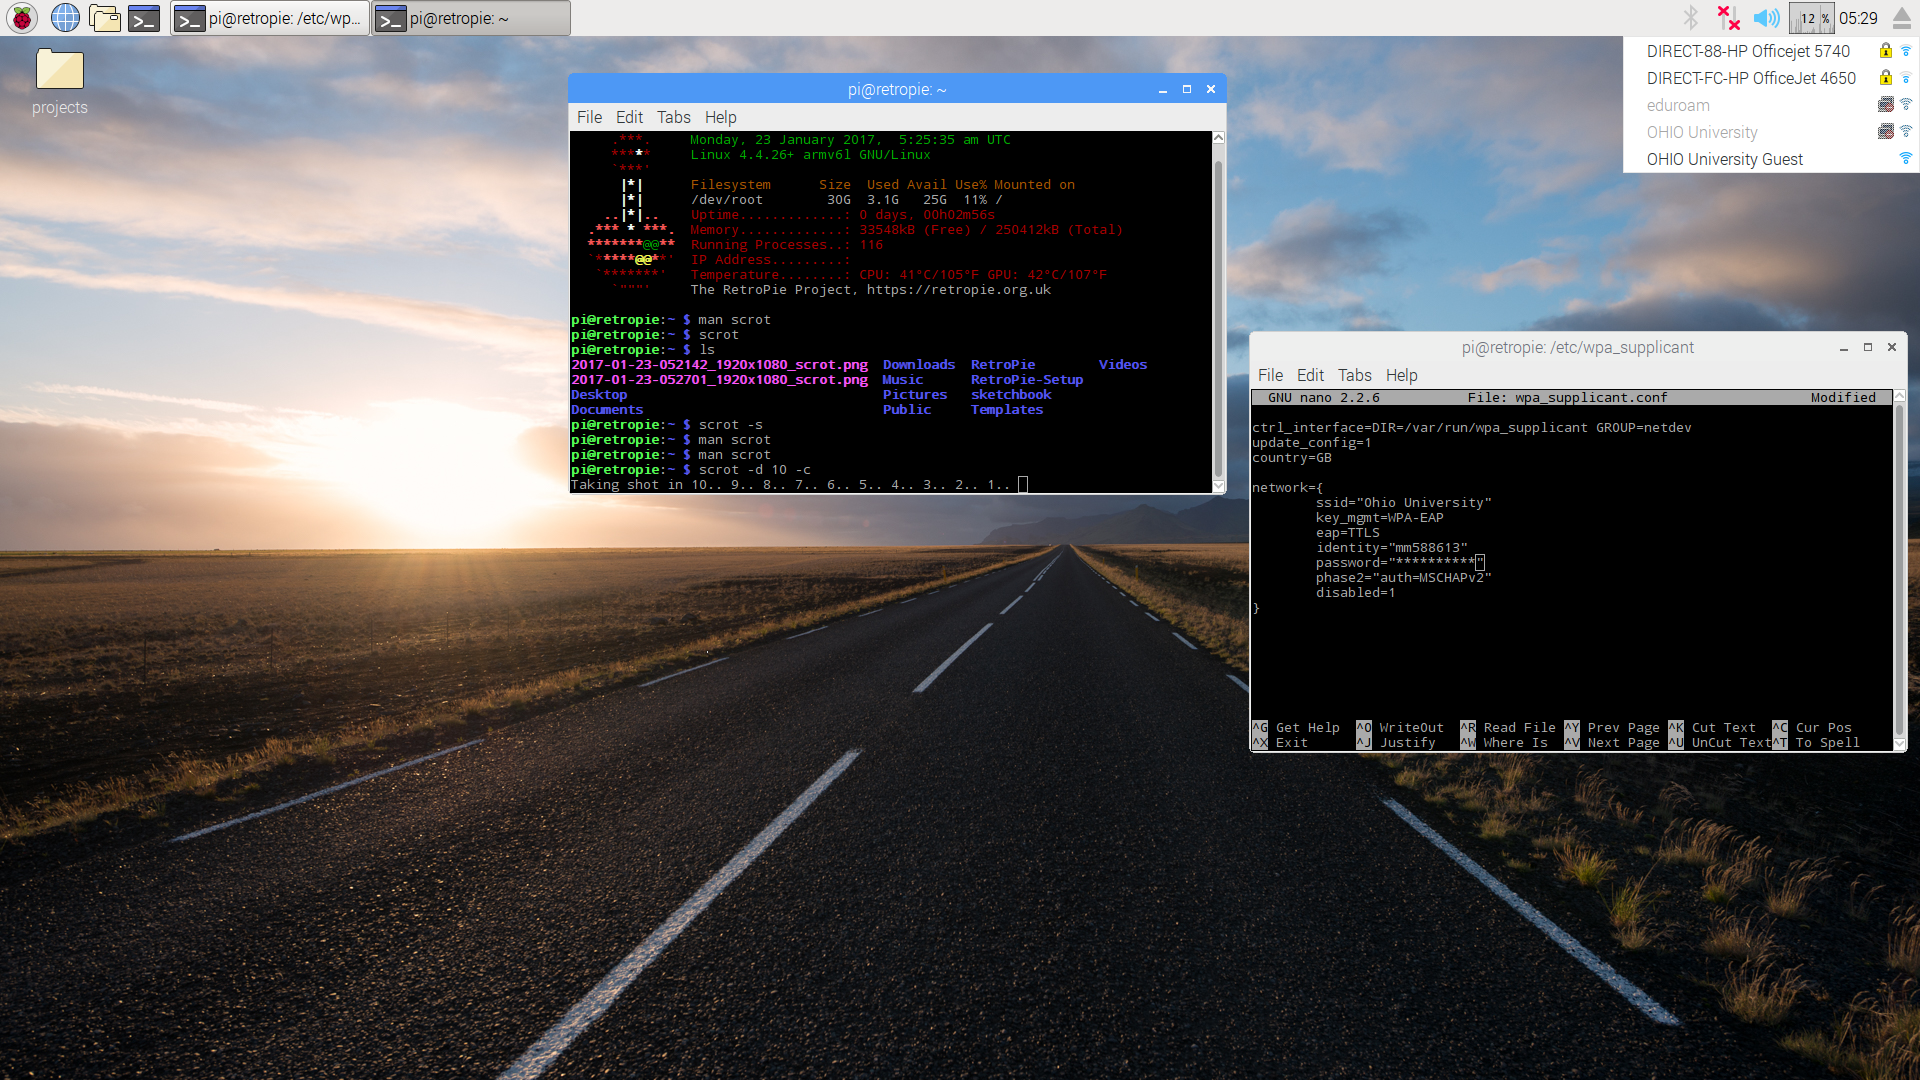 pi@retropie: /etc/wp...
pi@retropie: ~
12 %
05:29
projects
DIRECT-88-HP Officejet 5740
DIRECT-FC-HP OfficeJet 4650
eduroam
OHIO University
OHIO University Guest
pi@retropie: ~
File Edit Tabs Help
Monday, 23 January 2017,  5:25:35 am UTC
Linux 4.4.26+ armv6l GNU/Linux
Filesystem      Size  Used Avail Use% Mounted on
/dev/root        30G  3.1G   25G  11% /
Uptime.............: 0 days, 00h02m56s
Memory.............: 33548kB (Free) / 250412kB (Total)
Running Processes..: 116
IP Address.........:
Temperature........: CPU: 41°C/105°F GPU: 42°C/107°F
The RetroPie Project, https://retropie.org.uk
pi@retropie:~ $ man scrot
pi@retropie:~ $ scrot
pi@retropie:~ $ ls
2017-01-23-052142_1920x1080_scrot.png  Downloads  RetroPie        Videos
2017-01-23-052701_1920x1080_scrot.png  Music      RetroPie-Setup
Desktop                                Pictures   sketchbook
Documents                              Public     Templates
pi@retropie:~ $ scrot -s
pi@retropie:~ $ man scrot
pi@retropie:~ $ man scrot
pi@retropie:~ $ scrot -d 10 -c
Taking shot in 10.. 9.. 8.. 7.. 6.. 5.. 4.. 3.. 2.. 1..
pi@retropie: /etc/wpa_supplicant
File Edit Tabs Help
GNU nano 2.2.6           File: wpa_supplicant.conf                  Modified
ctrl_interface=DIR=/var/run/wpa_supplicant GROUP=netdev
update_config=1
country=GB
network={
ssid="Ohio University"
key_mgmt=WPA-EAP
eap=TTLS
identity="mm588613"
password="**********"
phase2="auth=MSCHAPv2"
disabled=1
}
^G Get Help  ^O WriteOut  ^R Read File ^Y Prev Page ^K Cut Text  ^C Cur Pos
^X Exit      ^J Justify   ^W Where Is  ^V Next Page ^U UnCut Text^T To Spell